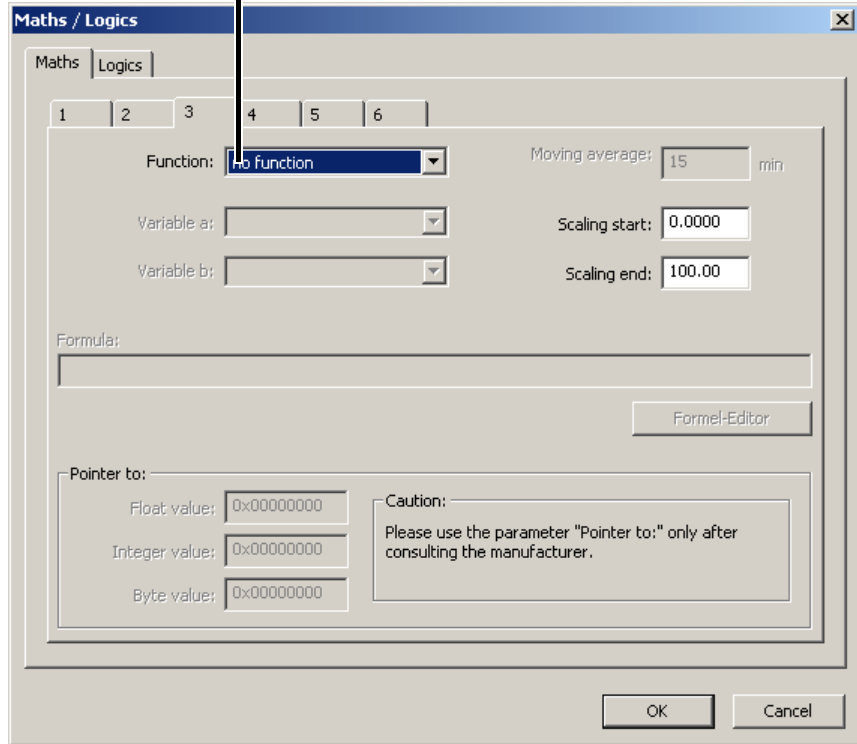 Maths / Logics
Maths Logics
1 2 3 4 5 6
Function: no function
Moving average: 15 min
Variable a:
Scaling start: 0.0000
Variable b:
Scaling end: 100.00
Formula:
Formel-Editor
Pointer to:
Float value: 0x00000000
Integer value: 0x00000000
Byte value: 0x00000000
Caution:
Please use the parameter "Pointer to:" only after
consulting the manufacturer.
OK Cancel